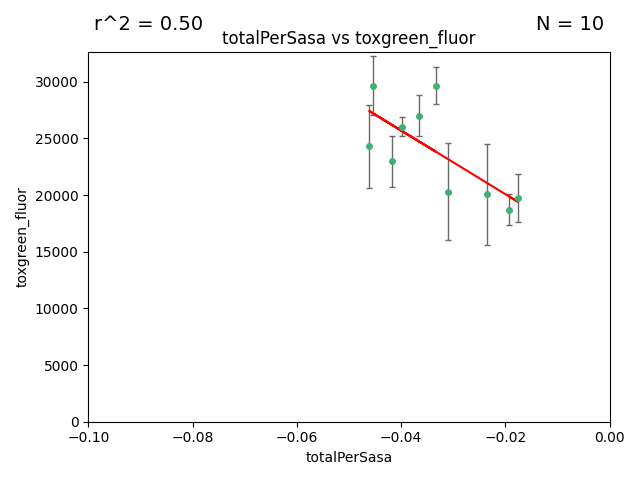 r^2 = 0.50
N = 10
totalPerSasa vs toxgreen_fluor
toxgreen_fluor
30000
25000
20000
15000
10000
5000
0
−0.10
−0.08
−0.06
−0.04
−0.02
0.00
totalPerSasa